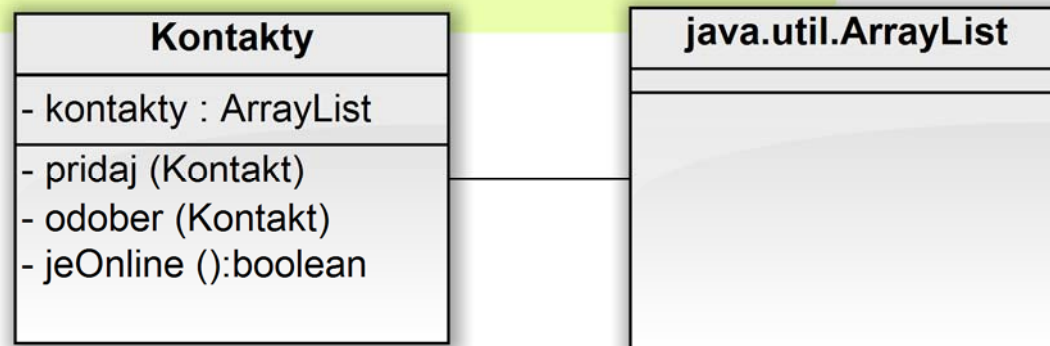 Kontakty
- kontakty : ArrayList
- pridaj (Kontakt)
- odober (Kontakt)
- jeOnline ():boolean
java.util.ArrayList